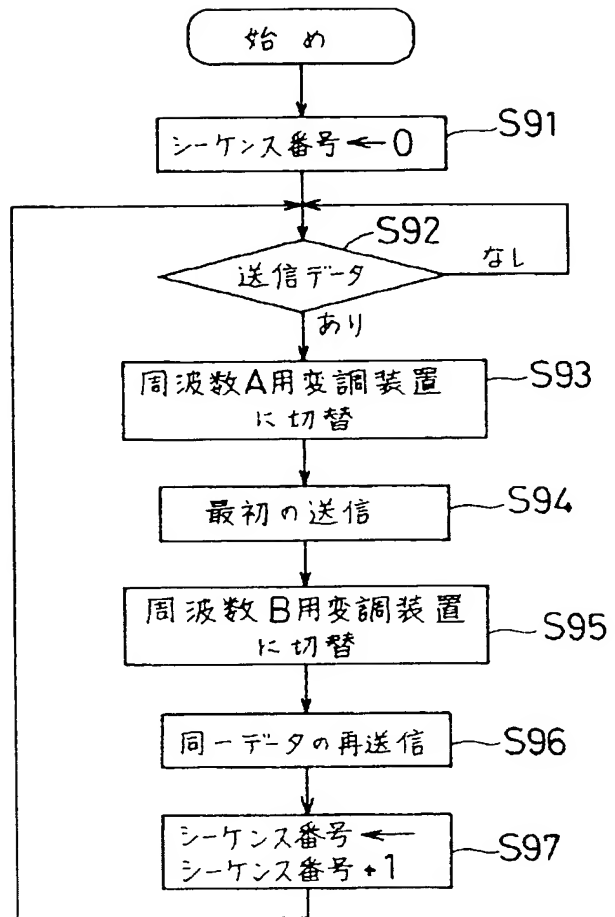 始め
シーケンス番号←0
S91
S92
送信データ
なし
あり
周波数A用変調装置
に切替
S93
最初の送信
S94
周波数B用変調装置
に切替
S95
同一データの再送信
S96
シーケンス番号←
シーケンス番号+1
S97